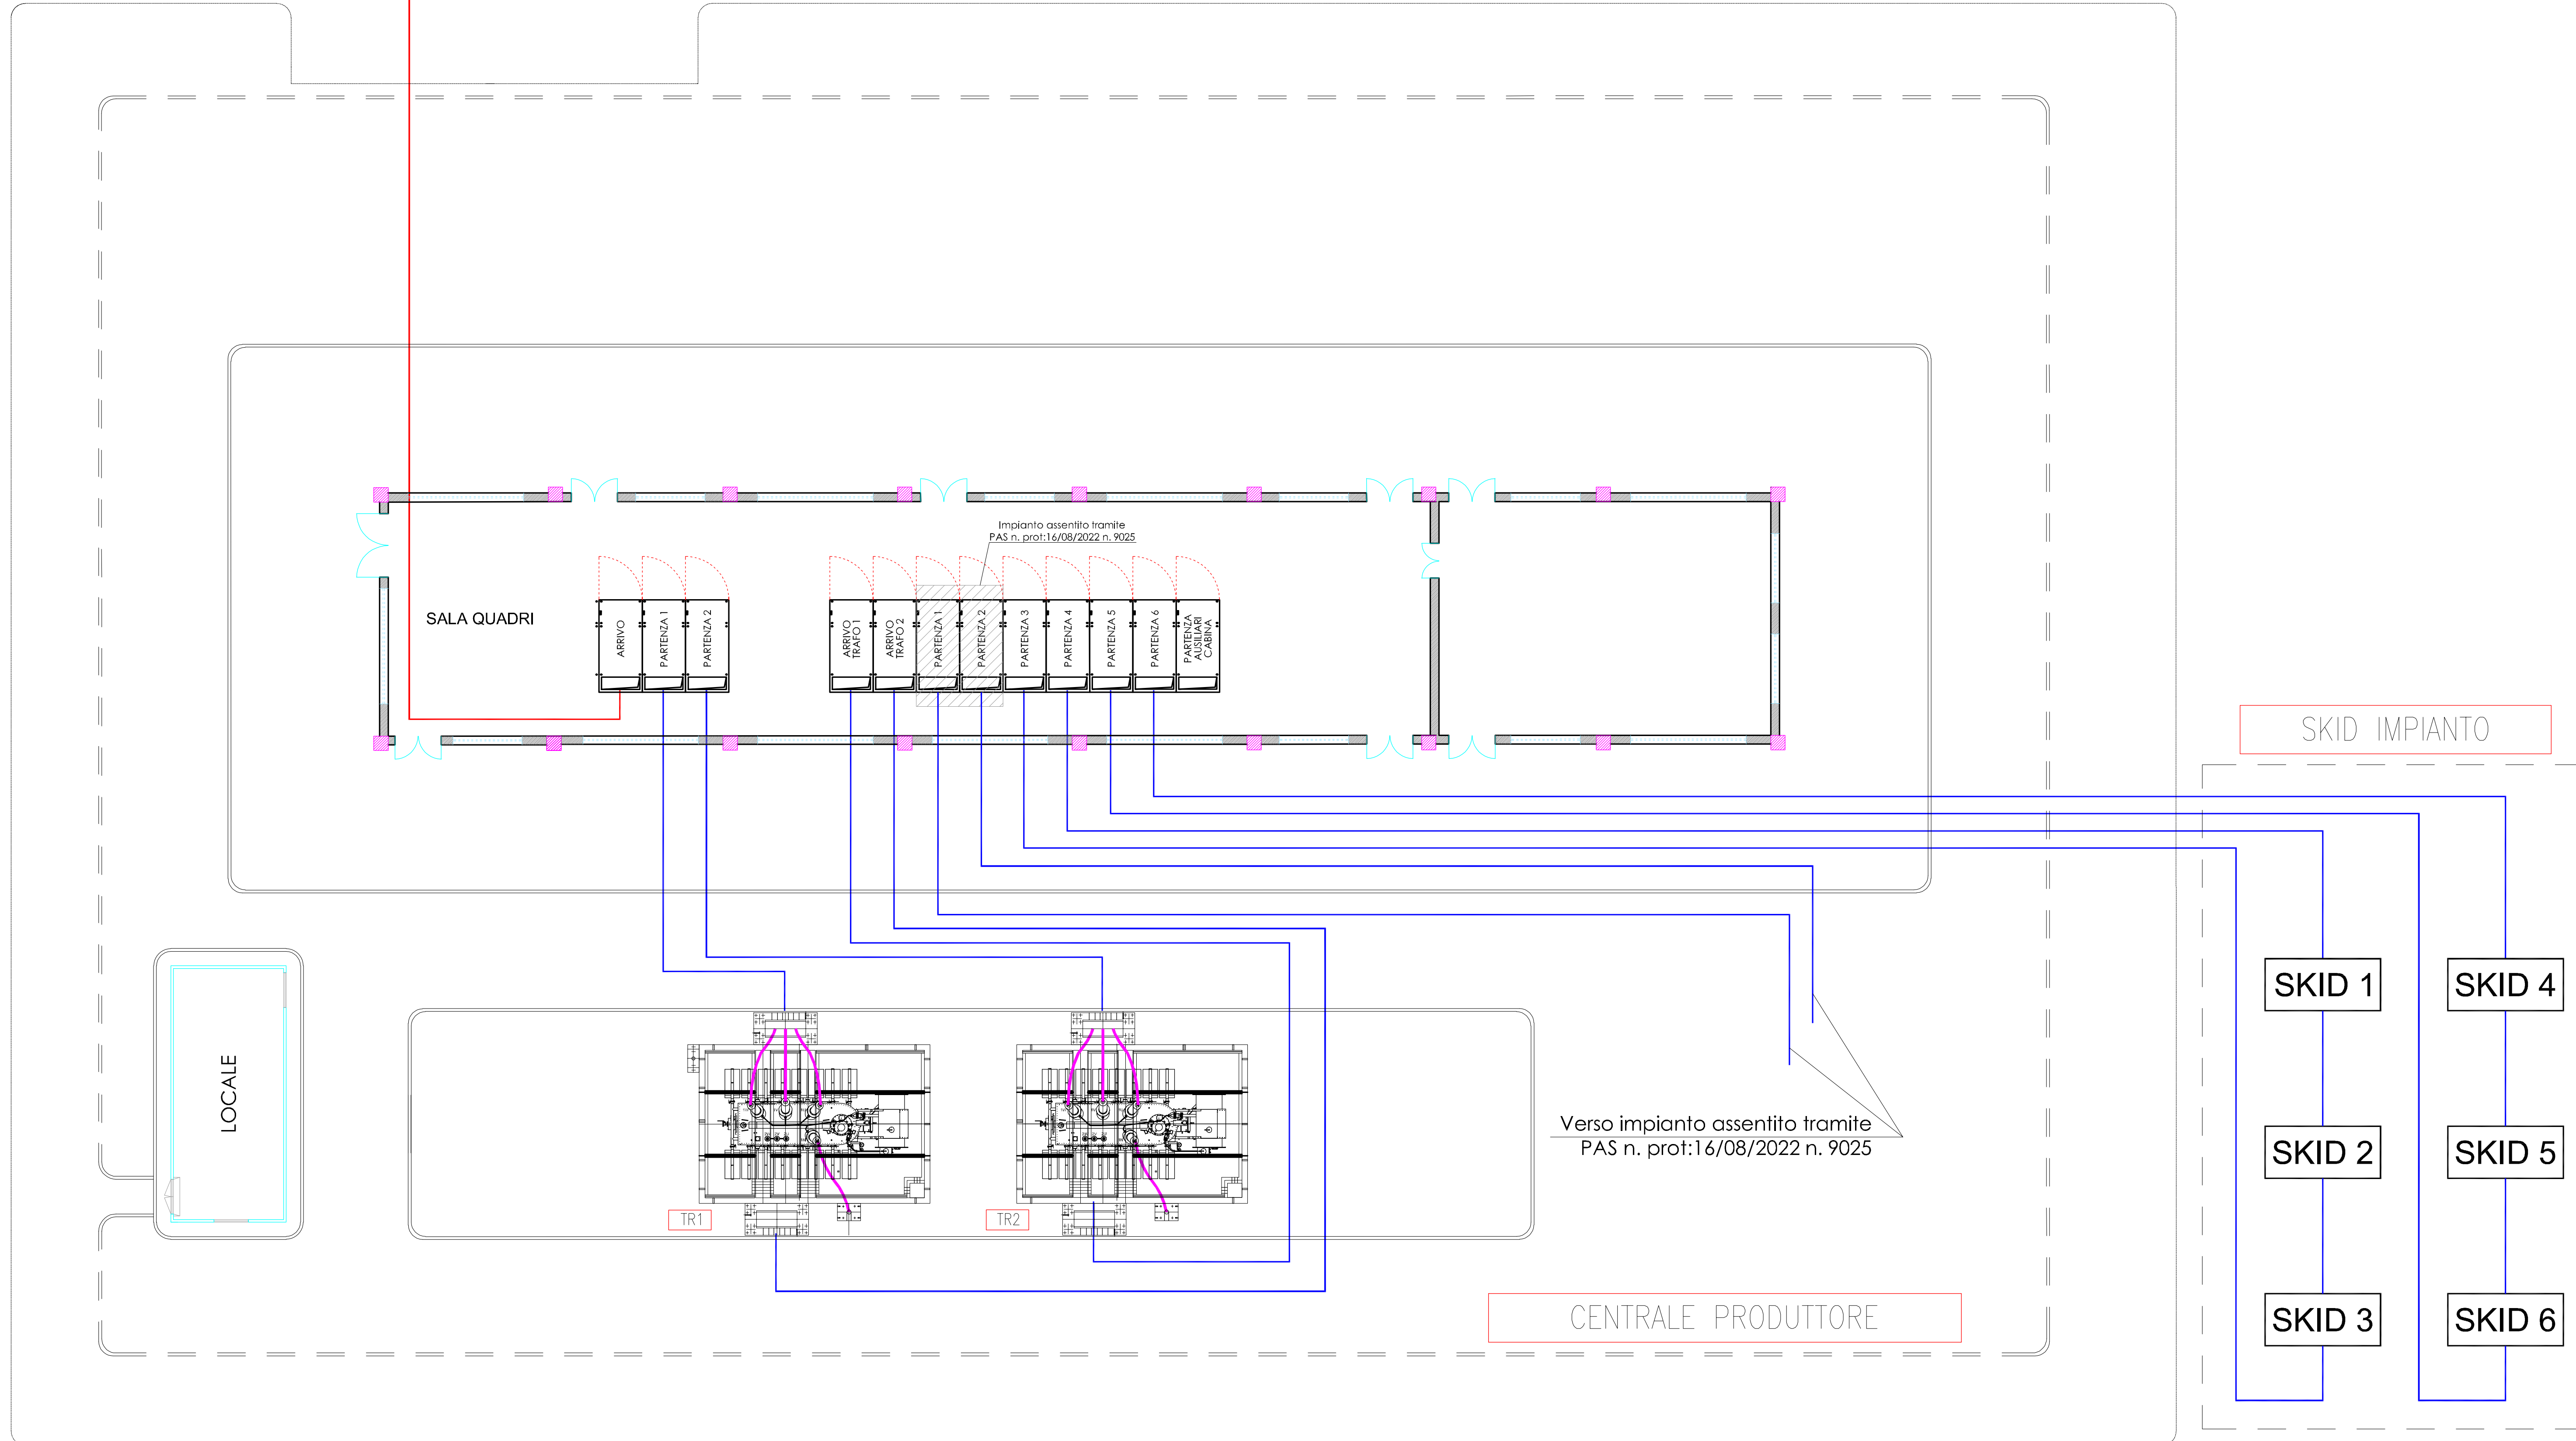 Impianto assentito tramite
PAS n. prot:16/08/2022 n. 9025
SALA QUADRI
ARRIVO
PARTENZA 1
PARTENZA 2
ARRIVO
TRAFO 1
ARRIVO
TRAFO 2
PARTENZA 1
PARTENZA 2
PARTENZA 3
PARTENZA 4
PARTENZA 5
PARTENZA 6
PARTENZA
AUSILIARI
CABINA
SKID IMPIANTO
SKID 1
SKID 4
LOCALE
Verso impianto assentito tramite
PAS n. prot:16/08/2022 n. 9025
SKID 2
SKID 5
TR1
TR2
CENTRALE PRODUTTORE
SKID 3
SKID 6